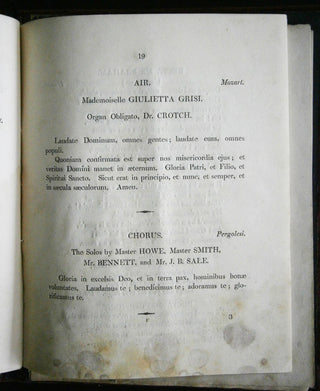 19
AIR. Mozart.
Mademoiselle GIULIETTA GRISI.
Organ Obligato, Dr. CROTCH.
Laudate Dominum, omnes gentes; laudate eum, omnes
populi.
Quoniam confirmata est super nos misericordia ejus; et
veritas Domini manet in æternum. Gloria Patri, et Filio, et
Spiritui Sancto. Sicut erat in principio, et nunc, et semper, et
in sæcula sæculorum, Amen.
CHORUS. Pergolesi.
The Solos by Master HOWE, Master SMITH,
Mr. BENNETT, and Mr. J. B. SALE.
Gloria in excelsis Deo, et in terra pax, hominibus bonæ
voluntates. Laudamus te; benedicimus te; adoramus te; glo-
rificamus te.
F 3